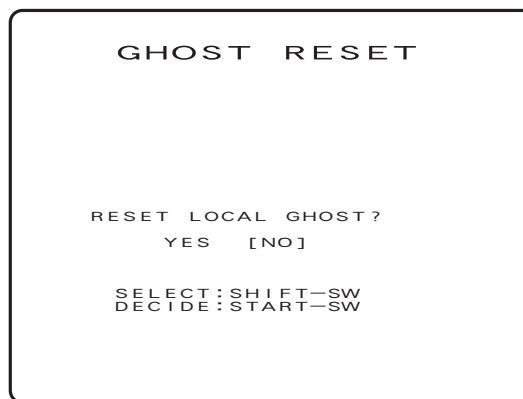 GHOST RESET
RESET LOCAL GHOST?
YES [NO]
SELECT:SHIFT—SW
DECIDE:START—SW